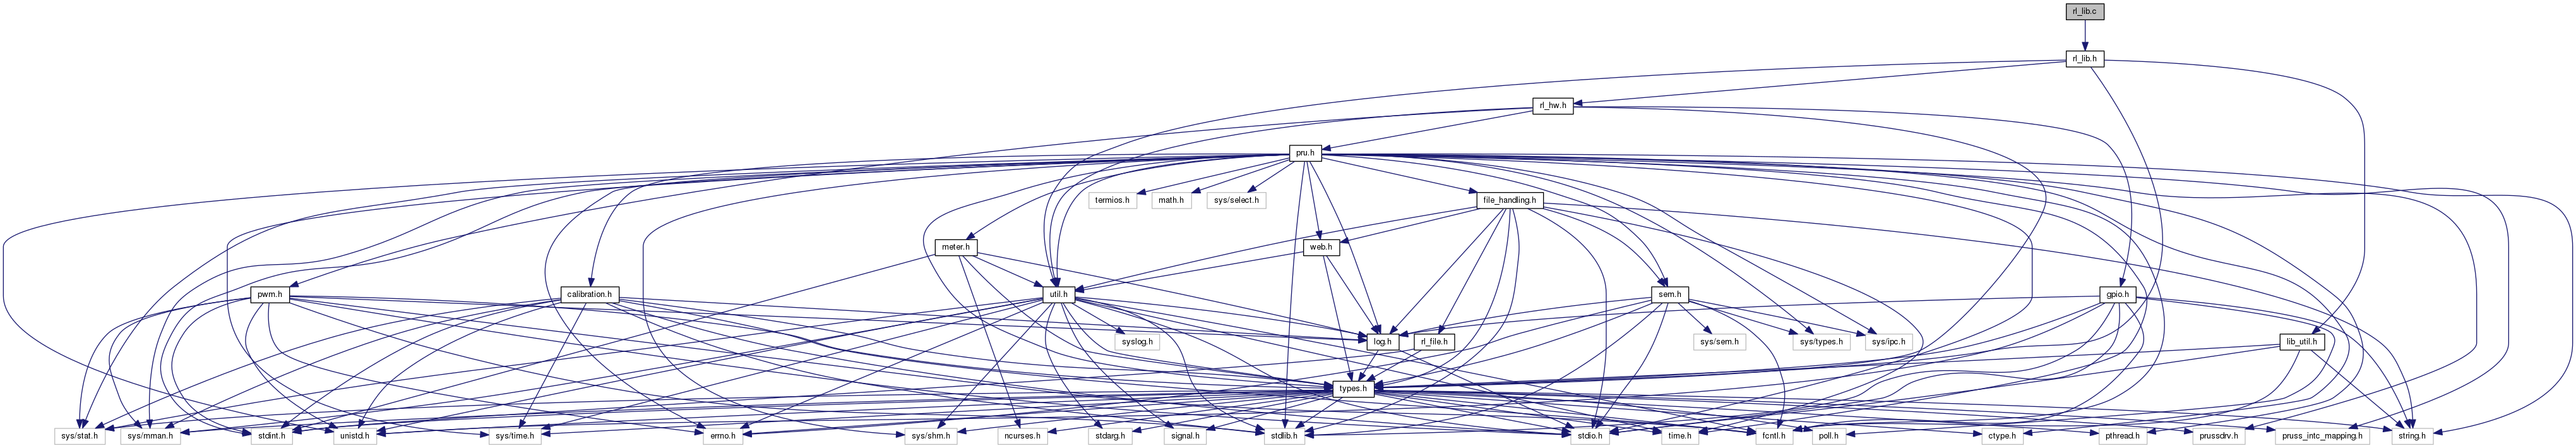 rl_lib.c
rl_lib.h
rl_hw.h
pru.h
termios.h
math.h
sys/select.h
file_handling.h
meter.h
web.h
pwm.h
calibration.h
util.h
sem.h
gpio.h
syslog.h
log.h
rl_file.h
sys/sem.h
sys/types.h
sys/ipc.h
lib_util.h
types.h
sys/stat.h
sys/mman.h
stdint.h
unistd.h
sys/time.h
errno.h
sys/shm.h
ncurses.h
stdarg.h
signal.h
stdlib.h
stdio.h
time.h
fcntl.h
poll.h
ctype.h
pthread.h
prussdrv.h
pruss_intc_mapping.h
string.h